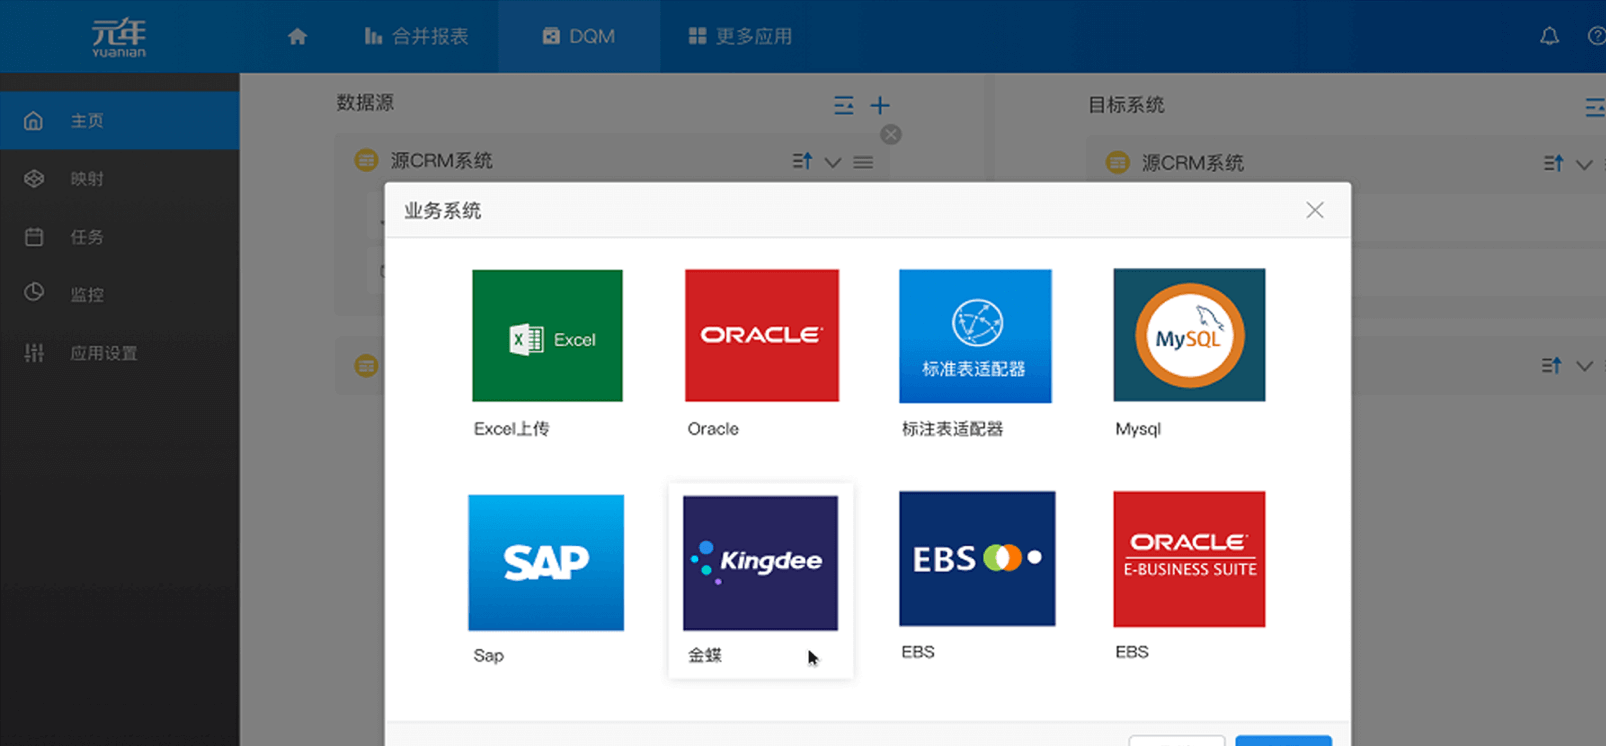 元年
yuanian
合并报表
DQM
更多应用
主页
映射
任务
监控
应用设置
数据源
源CRM系统
目标系统
源CRM系统
业务系统
Excel
Excel上传
ORACLE
Oracle
标准表适配器
标注表适配器
MySQL
Mysql
SAP
Sap
Kingdee
金蝶
EBS
EBS
ORACLE
E-BUSINESS SUITE
EBS